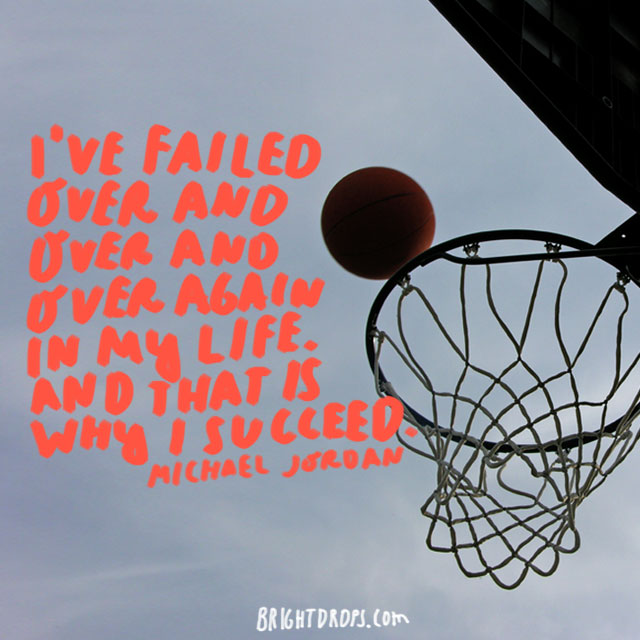 I'VE FAILED
OVER AND
OVER AND
OVER AGAIN
IN MY LIFE.
AND THAT IS
WHY I SUCCEED.
MICHAEL JORDAN
BRIGHTDROPS.COM